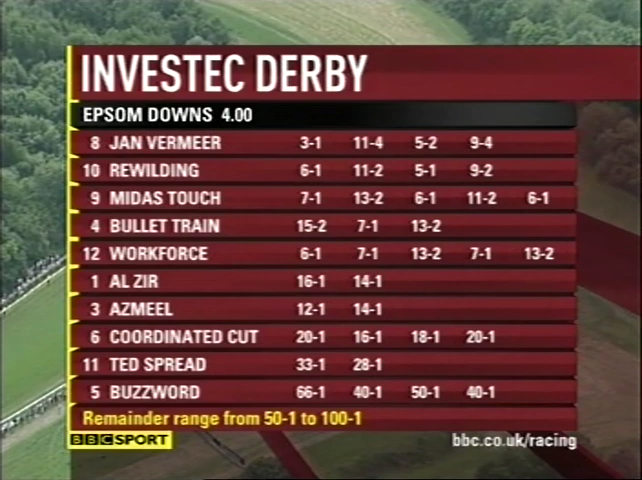 INVESTEC DERBY
EPSOM DOWNS 4.00
8 JAN VERMEER 3-1 11-4 5-2 9-4
10 REWILDING 6-1 11-2 5-1 9-2
9 MIDAS TOUCH 7-1 13-2 6-1 11-2 6-1
4 BULLET TRAIN 15-2 7-1 13-2
12 WORKFORCE 6-1 7-1 13-2 7-1 13-2
1 AL ZIR 16-1 14-1
3 AZMEEL 12-1 14-1
6 COORDINATED CUT 20-1 16-1 18-1 20-1
11 TED SPREAD 33-1 28-1
5 BUZZWORD 66-1 40-1 50-1 40-1
Remainder range from 50-1 to 100-1
BBC SPORT bbc.co.uk/racing